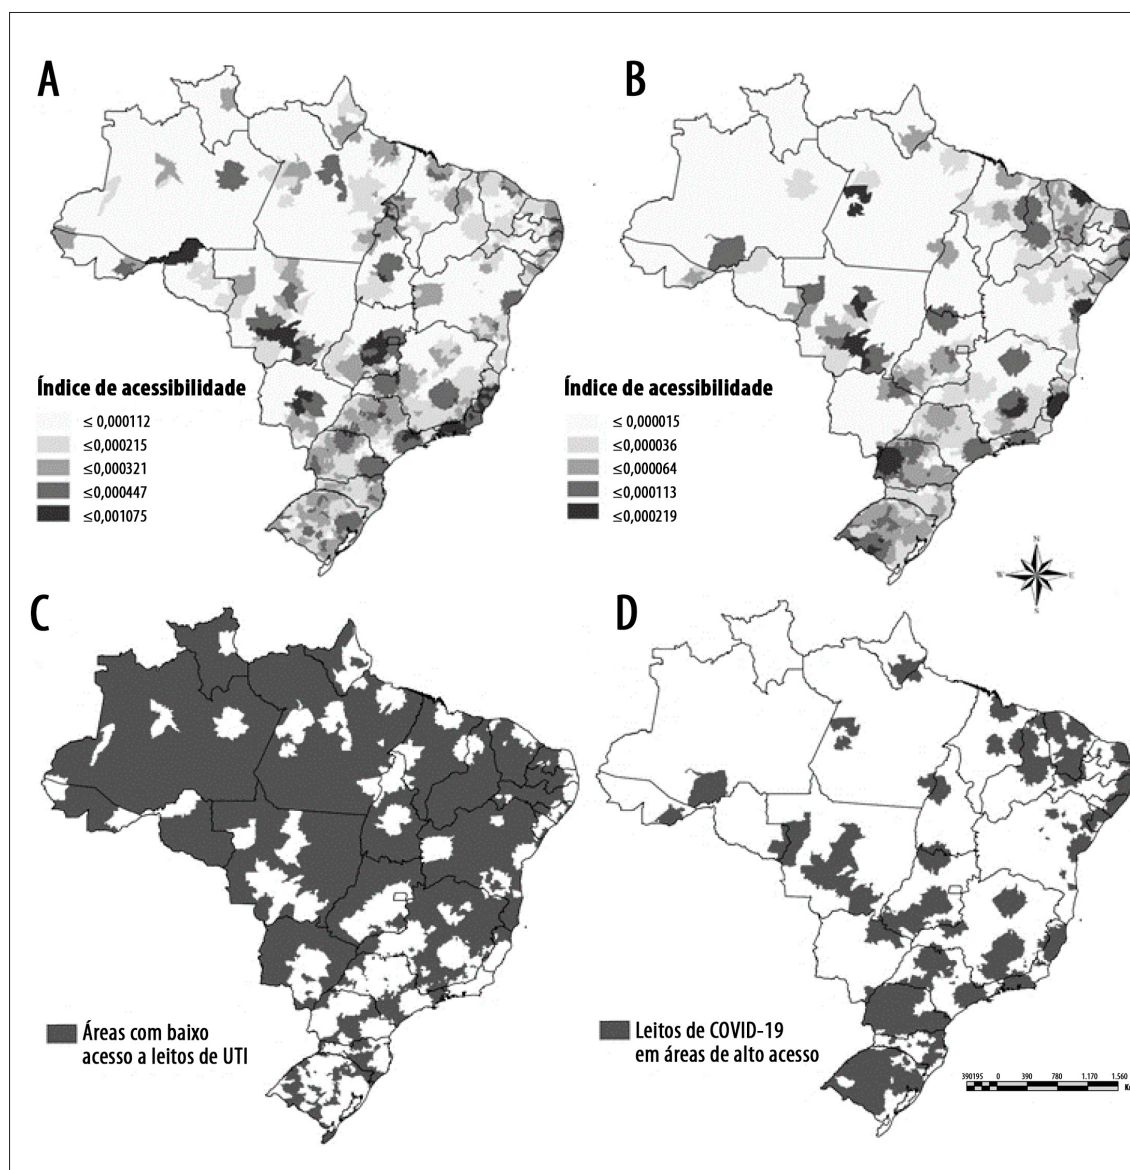 A
B
Índice de acessibilidade
≤ 0,000112
≤0,000215
≤0,000321
≤0,000447
≤0,001075
Índice de acessibilidade
≤ 0,000015
≤0,000036
≤0,000064
≤0,000113
≤0,000219
N
W
E
S
C
D
Áreas com baixo
acesso a leitos de UTI
Leitos de COVID-19
em áreas de alto acesso
390195 0 390 780 1.170 1.560